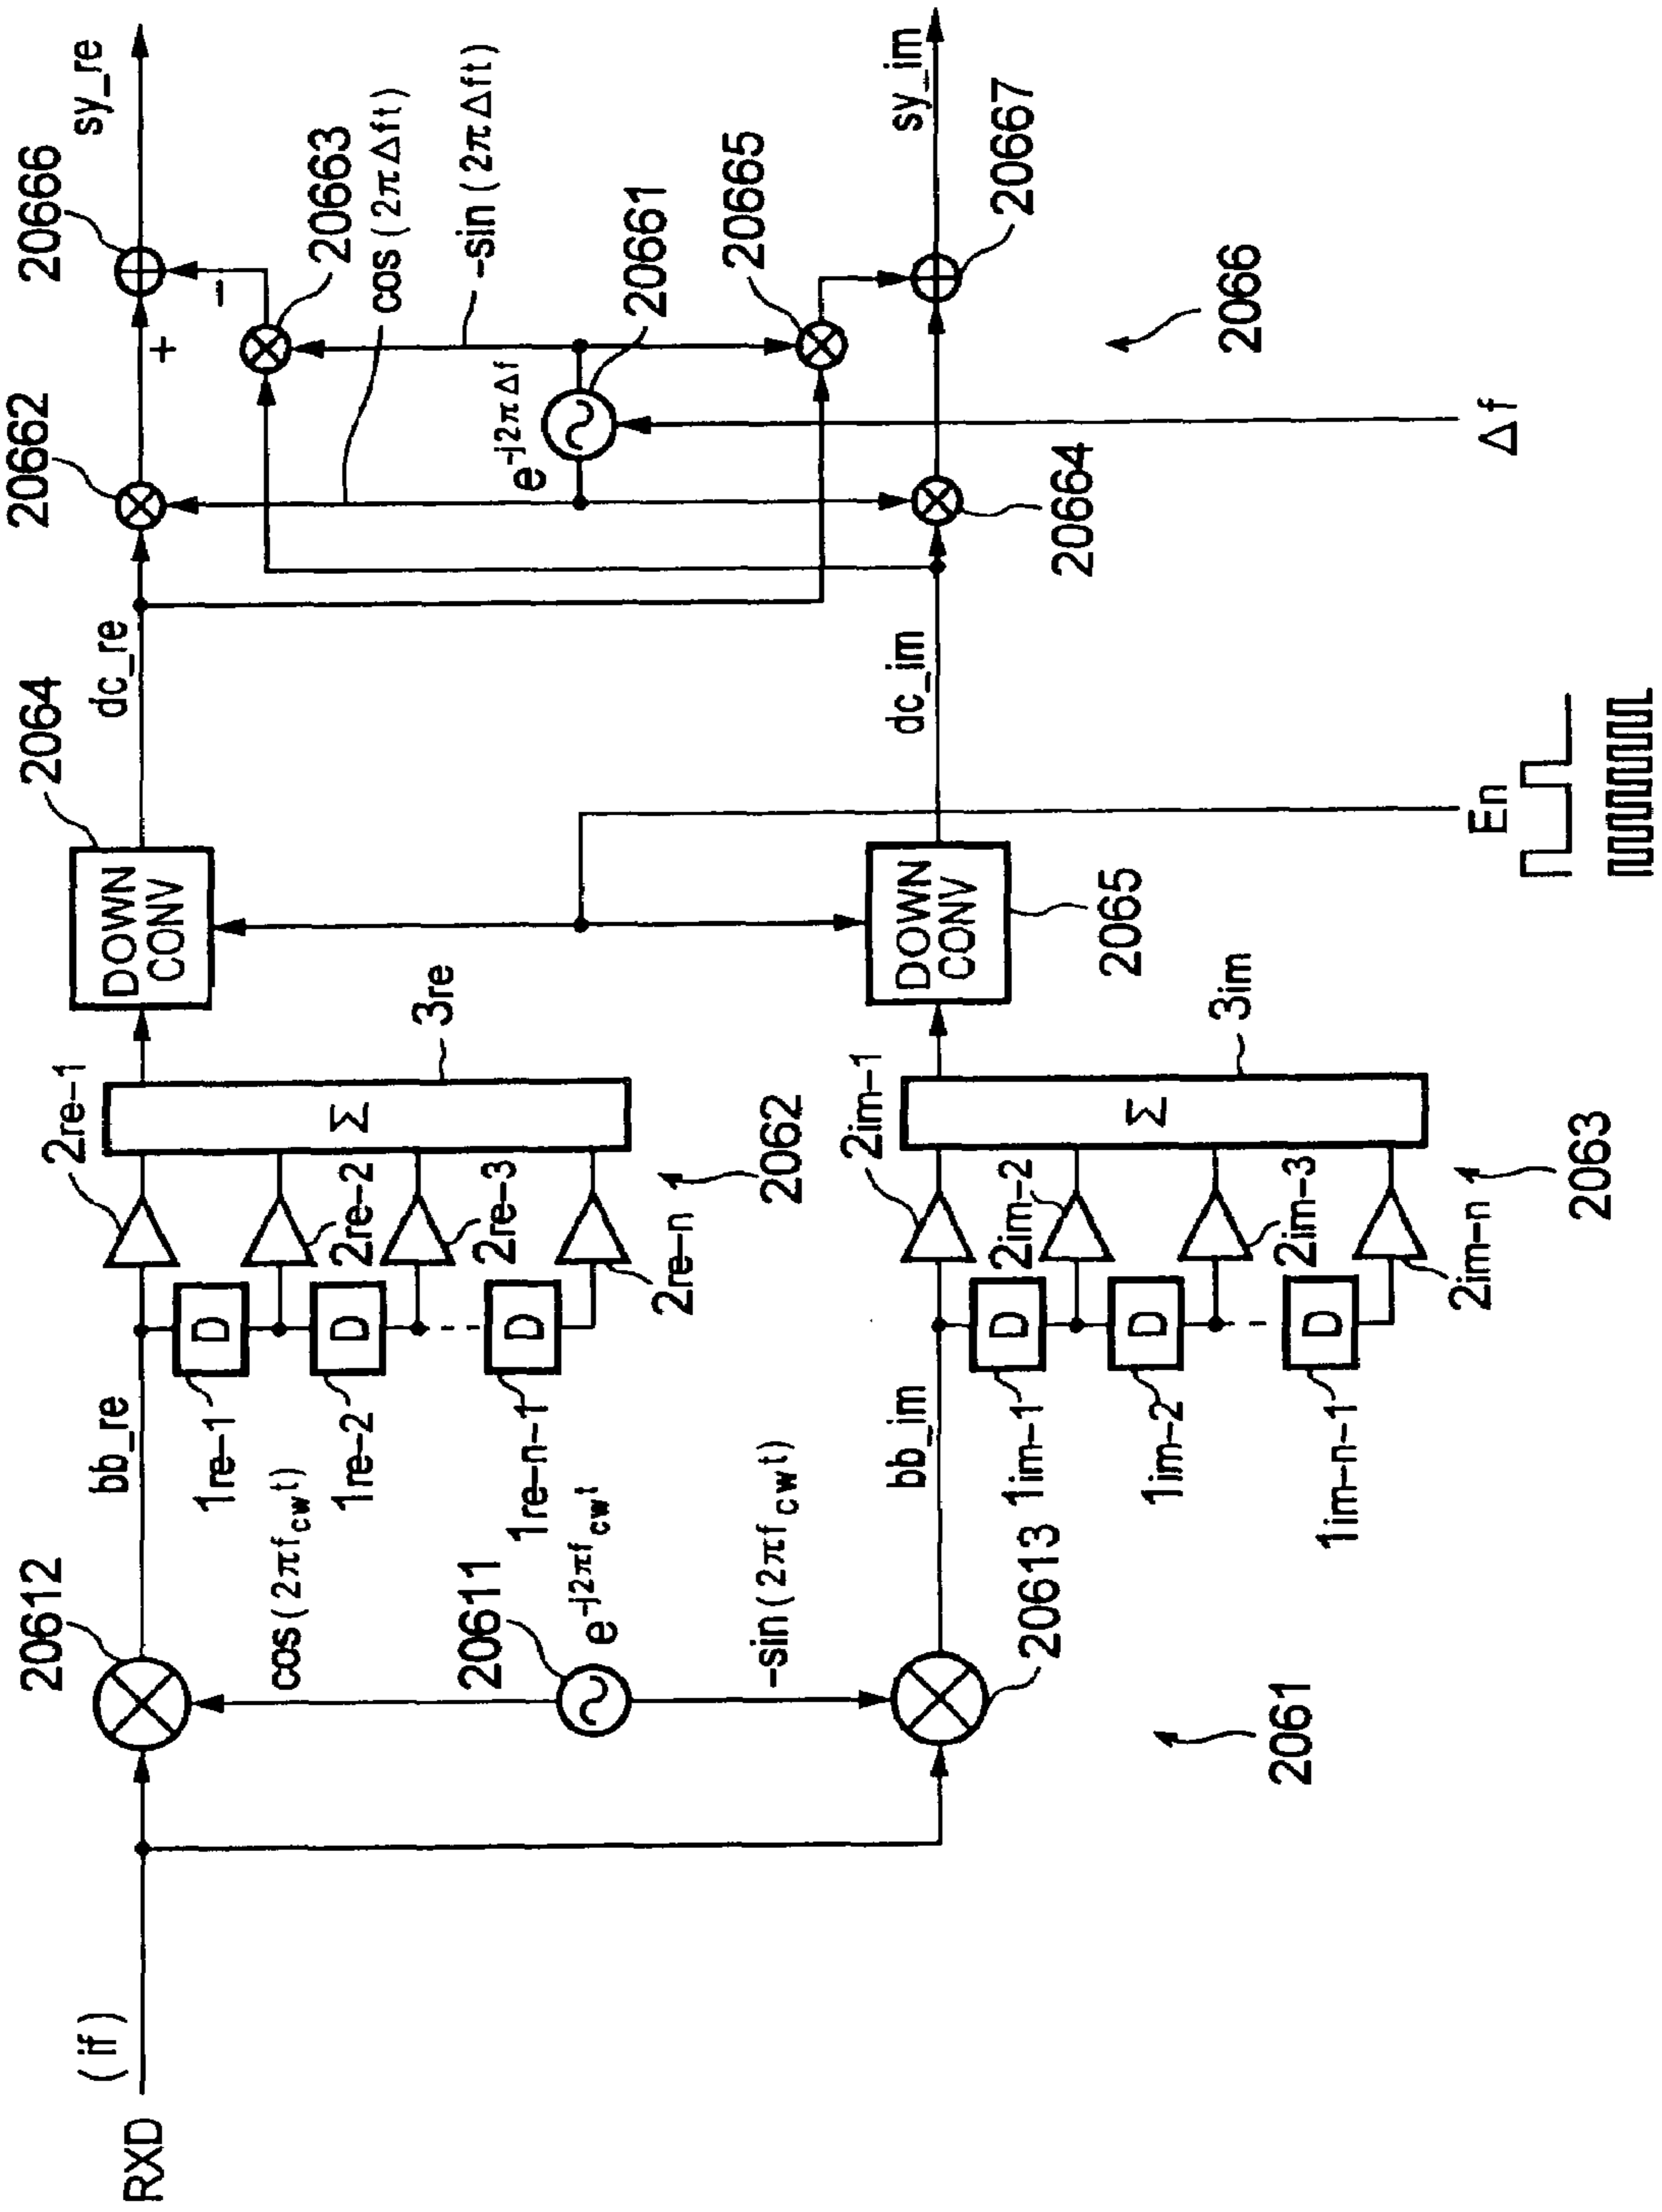 RXD
(if)
20612
cos(2πf_cw t)
20611
e^-j2πf_cw t
-sin(2πf_cw t)
20613
2061
bb_re
1re-1
D
1re-2
D
1re-n-1
D
2re-1
2re-2
2re-3
2re-n
Σ
3re
2062
bb_im
1im-1
D
1im-2
D
1im-n-1
D
2im-1
2im-2
2im-3
2im-n
Σ
3im
2063
2064
DOWN
CONV
DOWN
CONV
2065
En
dc_re
dc_im
20662
+
-
20666
sy_re
20663
cos(2πΔft)
-sin(2πΔft)
e^-j2πΔf
20661
20665
20664
20667
sy_im
2066
Δf